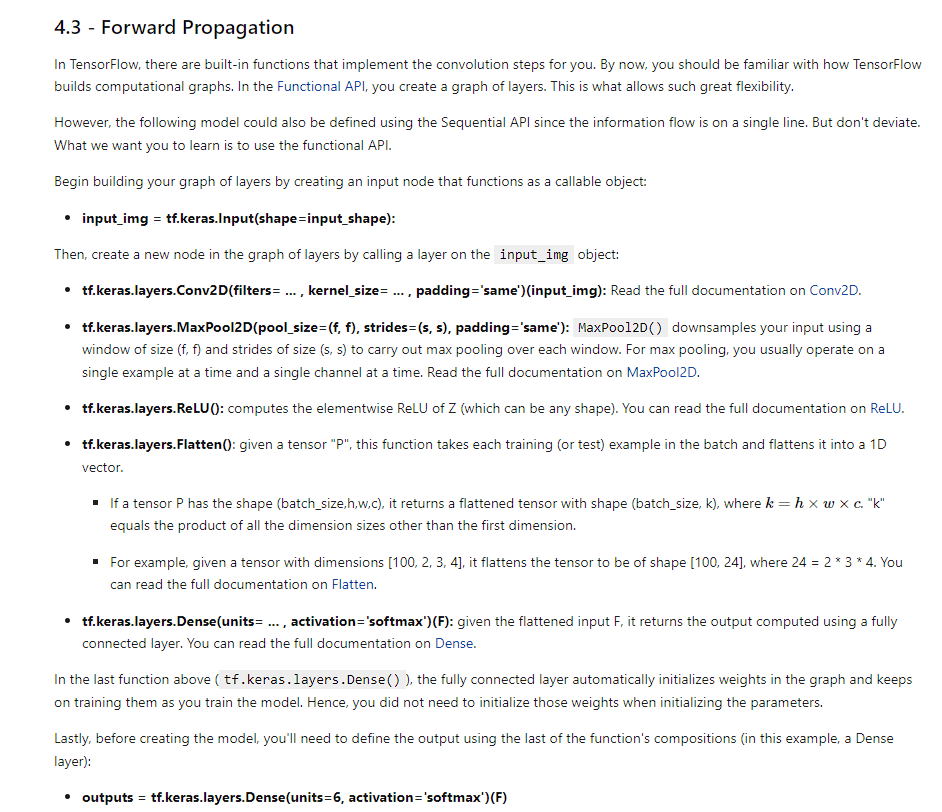 4.3 - Forward Propagation
In TensorFlow, there are built-in functions that implement the convolution steps for you. By now, you should be familiar with how TensorFlow
builds computational graphs. In the Functional API, you create a graph of layers. This is what allows such great flexibility.
However, the following model could also be defined using the Sequential API since the information flow is on a single line. But don't deviate.
What we want you to learn is to use the functional API.
Begin building your graph of layers by creating an input node that functions as a callable object:
• input_img = tf.keras.Input(shape=input_shape):
Then, create a new node in the graph of layers by calling a layer on the input_img object:
• tf.keras.layers.Conv2D(filters= ... , kernel_size= ... , padding='same')(input_img): Read the full documentation on Conv2D.
• tf.keras.layers.MaxPool2D(pool_size=(f, f), strides=(s, s), padding='same'): MaxPool2D() downsamples your input using a
window of size (f, f) and strides of size (s, s) to carry out max pooling over each window. For max pooling, you usually operate on a
single example at a time and a single channel at a time. Read the full documentation on MaxPool2D.
• tf.keras.layers.ReLU(): computes the elementwise ReLU of Z (which can be any shape). You can read the full documentation on ReLU.
• tf.keras.layers.Flatten(): given a tensor "P", this function takes each training (or test) example in the batch and flattens it into a 1D
vector.
▪ If a tensor P has the shape (batch_size,h,w,c), it returns a flattened tensor with shape (batch_size, k), where k = h × w × c. "k"
equals the product of all the dimension sizes other than the first dimension.
▪ For example, given a tensor with dimensions [100, 2, 3, 4], it flattens the tensor to be of shape [100, 24], where 24 = 2 * 3 * 4. You
can read the full documentation on Flatten.
• tf.keras.layers.Dense(units= ... , activation='softmax')(F): given the flattened input F, it returns the output computed using a fully
connected layer. You can read the full documentation on Dense.
In the last function above ( tf.keras.layers.Dense() ), the fully connected layer automatically initializes weights in the graph and keeps
on training them as you train the model. Hence, you did not need to initialize those weights when initializing the parameters.
Lastly, before creating the model, you'll need to define the output using the last of the function's compositions (in this example, a Dense
layer):
• outputs = tf.keras.layers.Dense(units=6, activation='softmax')(F)